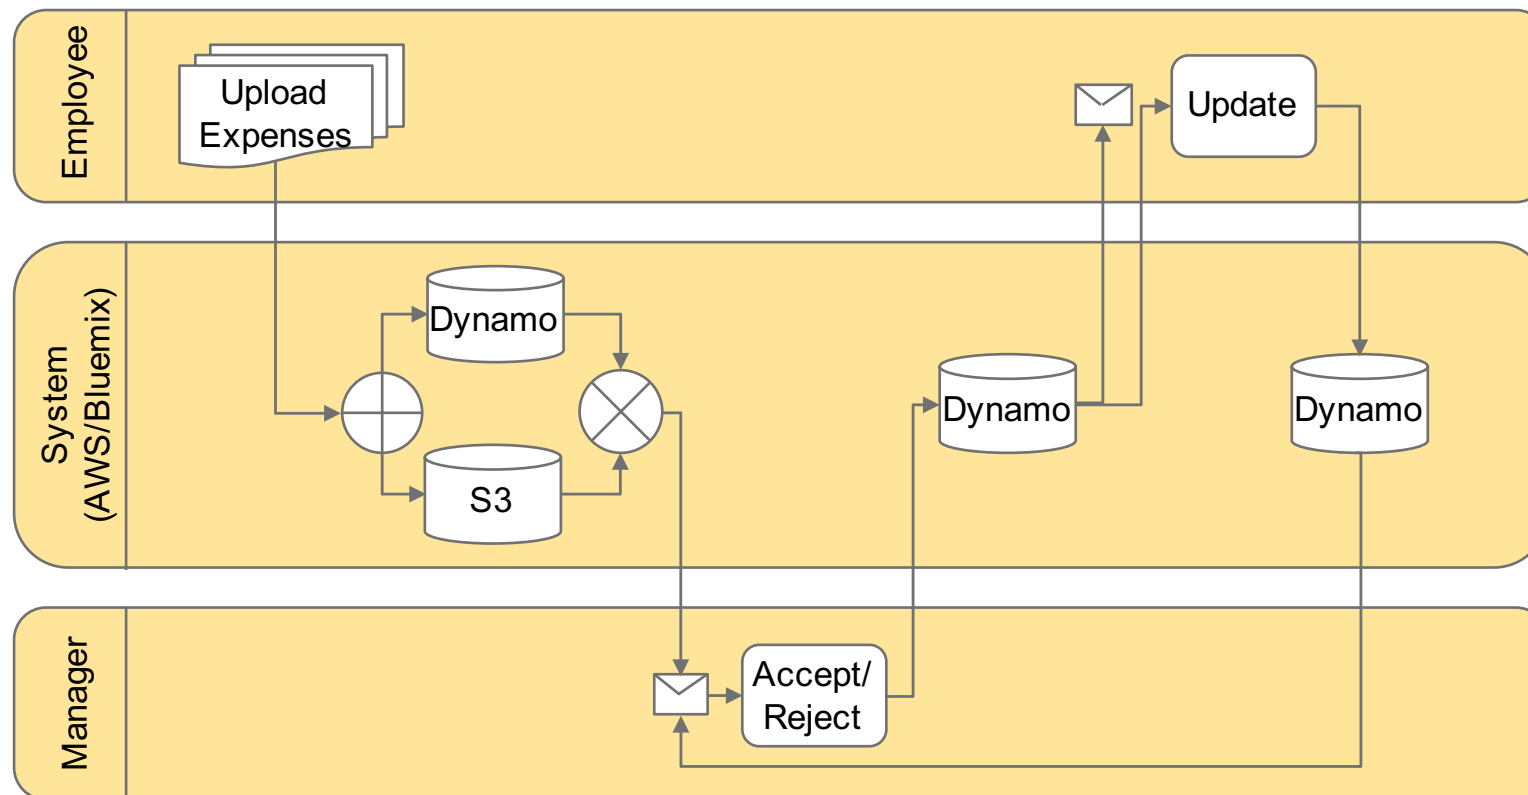 Employee
Upload
Expenses
Update
System
(AWS/Bluemix)
Dynamo
S3
Dynamo
Dynamo
Manager
Accept/
Reject